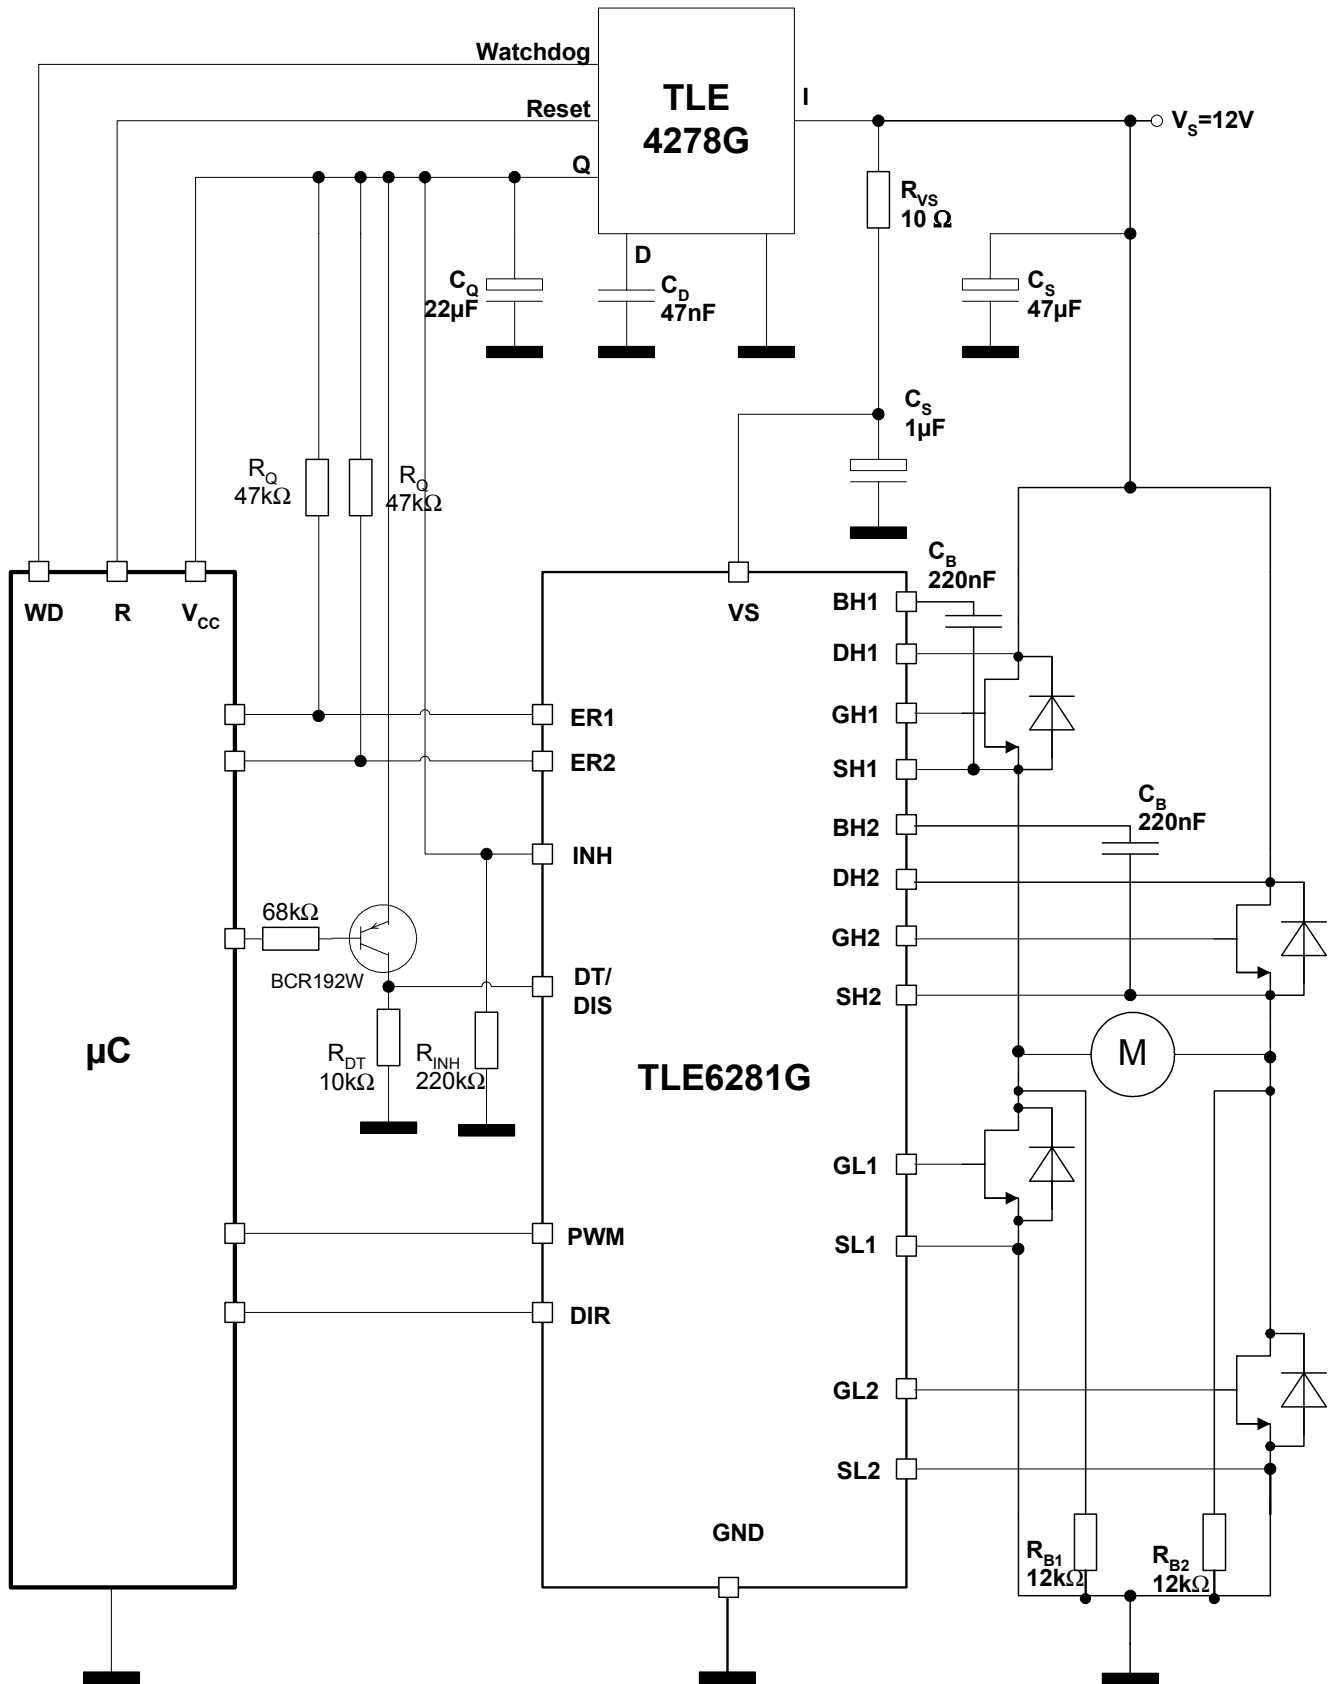 Watchdog
TLE
4278G
I
Reset
V_S=12V
Q
R_VS
10 Ω
D
C_Q
22µF
C_D
47nF
C_S
47µF
C_S
1µF
R_Q
47kΩ
R_Q
47kΩ
C_B
220nF
WD
R
V_CC
VS
BH1
DH1
ER1
GH1
ER2
SH1
C_B
220nF
BH2
INH
DH2
68kΩ
GH2
BCR192W
DT/
DIS
SH2
µC
R_DT
10kΩ
R_INH
220kΩ
TLE6281G
M
GL1
PWM
SL1
DIR
GL2
SL2
GND
R_B1
12kΩ
R_B2
12kΩ